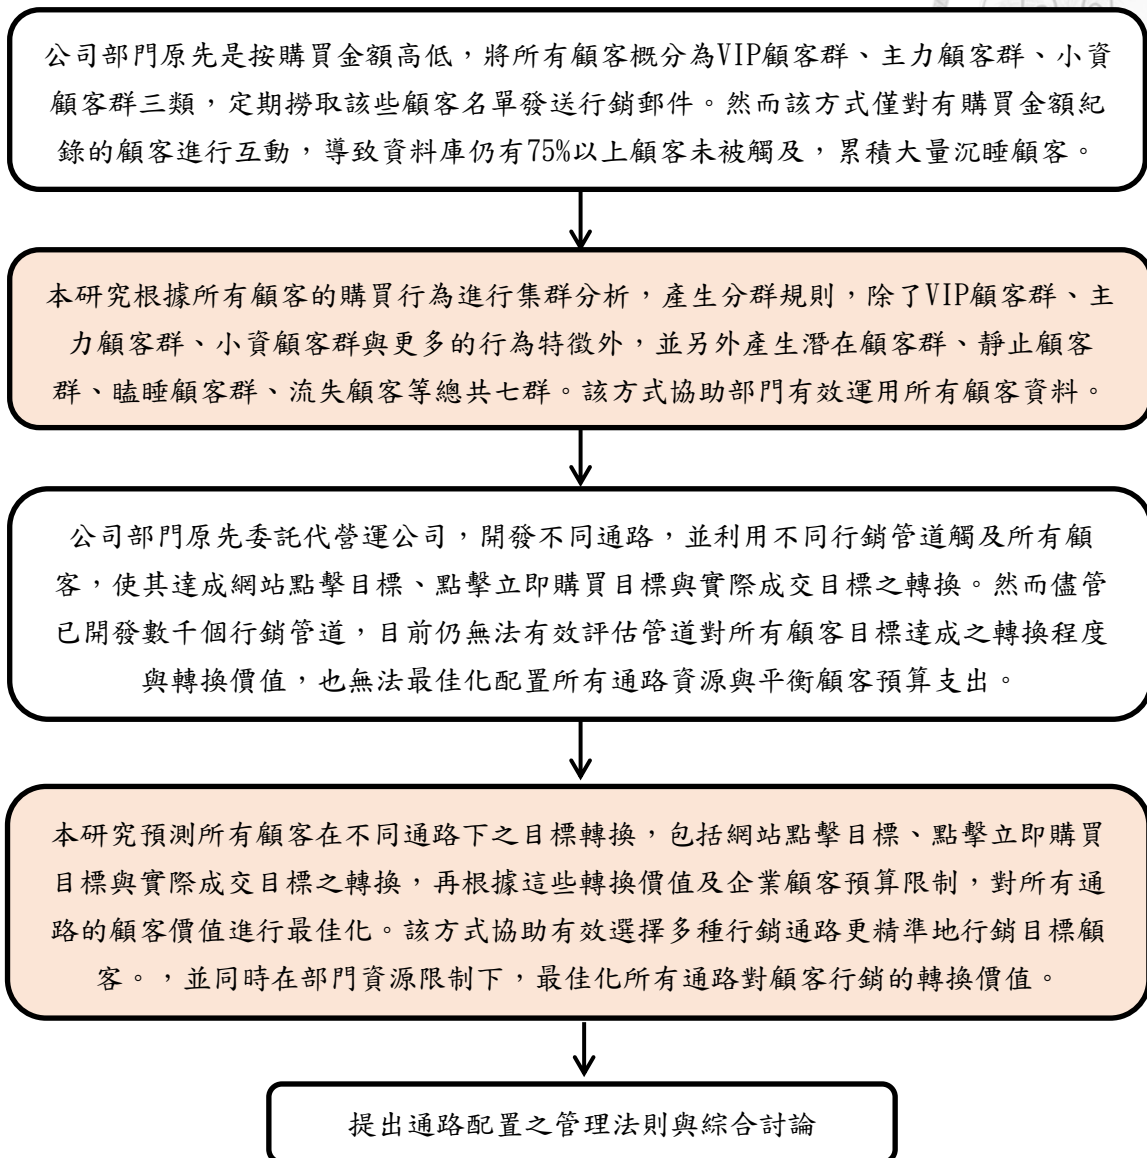 公司部門原先是按購買金額高低，將所有顧客概分為VIP顧客群、主力顧客群、小資
顧客群三類，定期撈取該些顧客名單發送行銷郵件。然而該方式僅對有購買金額紀
錄的顧客進行互動，導致資料庫仍有75%以上顧客未被觸及，累積大量沉睡顧客。
本研究根據所有顧客的購買行為進行集群分析，產生分群規則，除了VIP顧客群、主
力顧客群、小資顧客群與更多的行為特徵外，並另外產生潛在顧客群、靜止顧客
群、瞌睡顧客群、流失顧客等總共七群。該方式協助部門有效運用所有顧客資料。
公司部門原先委託代營運公司，開發不同通路，並利用不同行銷管道觸及所有顧
客，使其達成網站點擊目標、點擊立即購買目標與實際成交目標之轉換。然而儘管
已開發數千個行銷管道，目前仍無法有效評估管道對所有顧客目標達成之轉換程度
與轉換價值，也無法最佳化配置所有通路資源與平衡顧客預算支出。
本研究預測所有顧客在不同通路下之目標轉換，包括網站點擊目標、點擊立即購買
目標與實際成交目標之轉換，再根據這些轉換價值及企業顧客預算限制，對所有通
路的顧客價值進行最佳化。該方式協助有效選擇多種行銷通路更精準地行銷目標顧
客。，並同時在部門資源限制下，最佳化所有通路對顧客行銷的轉換價值。
提出通路配置之管理法則與綜合討論